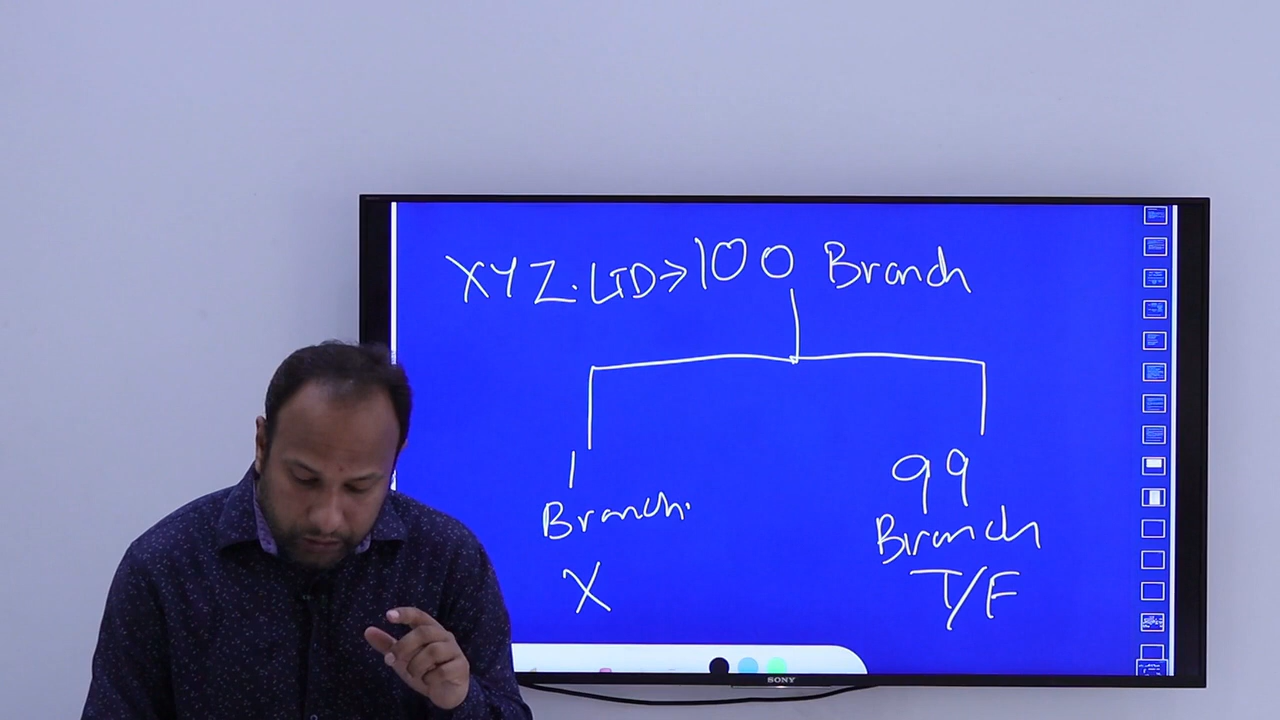 XYZ. LTD → 100 Branch
1
Branch.
X
99
Branch
T/F
SONY